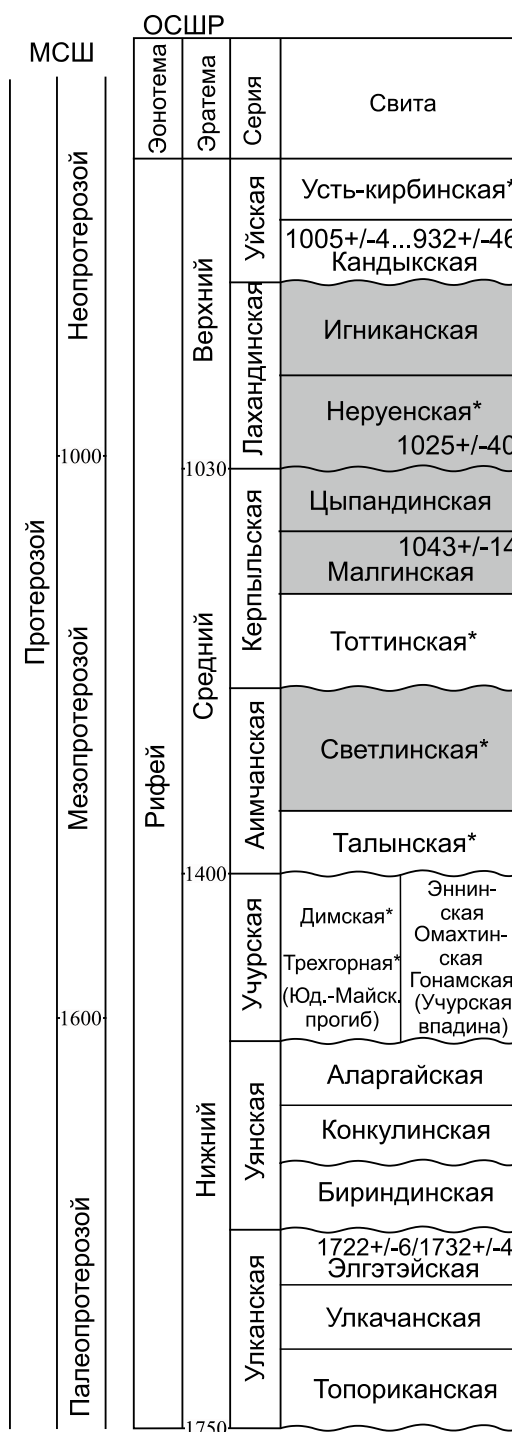 ОСШР
МСШ
Эонотема
Эратема
Серия
Свита
Протерозой
Неопротерозой
1000
Мезопротерозой
1600
Палеопротерозой
Рифей
Верхний
1030
Средний
1400
Нижний
1750
Уйская
Усть-кирбинская*
1005+/-4...932+/-46
Кандыкская
Лахандинская
Игниканская
Неруенская*
1025+/-40
Керпыльская
Цыпандинская
1043+/-14
Малгинская
Тоттинская*
Аимчанская
Светлинская*
Талынская*
Учурская
Димская*
Трехгорная*
(Юд.-Майск.
прогиб)
Эннин-
ская
Омахтин-
ская
Гонамская
(Учурская
впадина)
Уянская
Аларгайская
Конкулинская
Бириндинская
Улканская
1722+/-6/1732+/-4
Элгэтэйская
Улкачанская
Топориканская